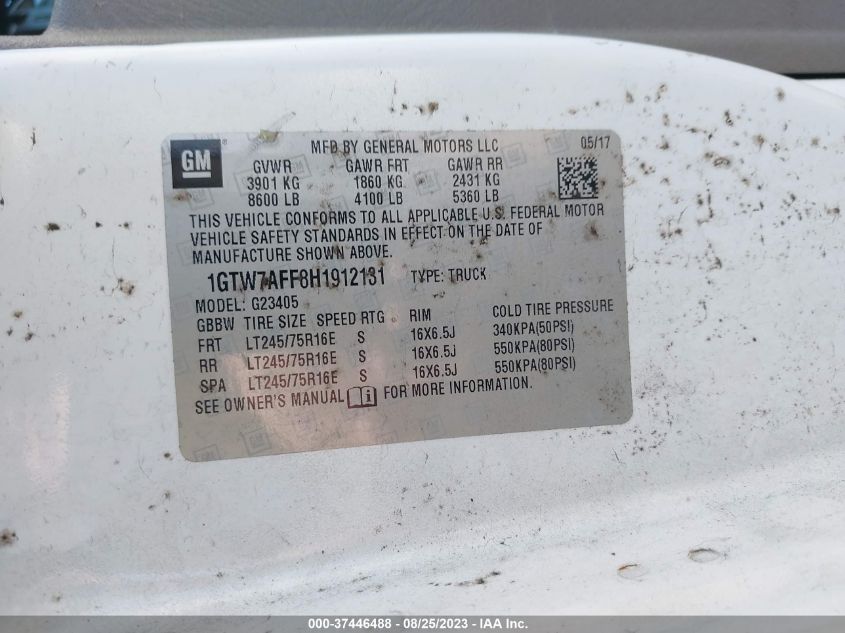 GM
MFD BY GENERAL MOTORS LLC 05/17
GVWR GAWR FRT GAWR RR
3901 KG 1860 KG 2431 KG
8600 LB 4100 LB 5360 LB
THIS VEHICLE CONFORMS TO ALL APPLICABLE U.S. FEDERAL MOTOR
VEHICLE SAFETY STANDARDS IN EFFECT ON THE DATE OF
MANUFACTURE SHOWN ABOVE.
1GTW7AFF8H1912131 TYPE: TRUCK
MODEL: G23405
GBBW TIRE SIZE SPEED RTG RIM COLD TIRE PRESSURE
FRT LT245/75R16E S 16X6.5J 340KPA(50PSI)
RR LT245/75R16E S 16X6.5J 550KPA(80PSI)
SPA LT245/75R16E S 16X6.5J 550KPA(80PSI)
SEE OWNER'S MANUAL FOR MORE INFORMATION.
000-37446488 - 08/25/2023 - IAA Inc.